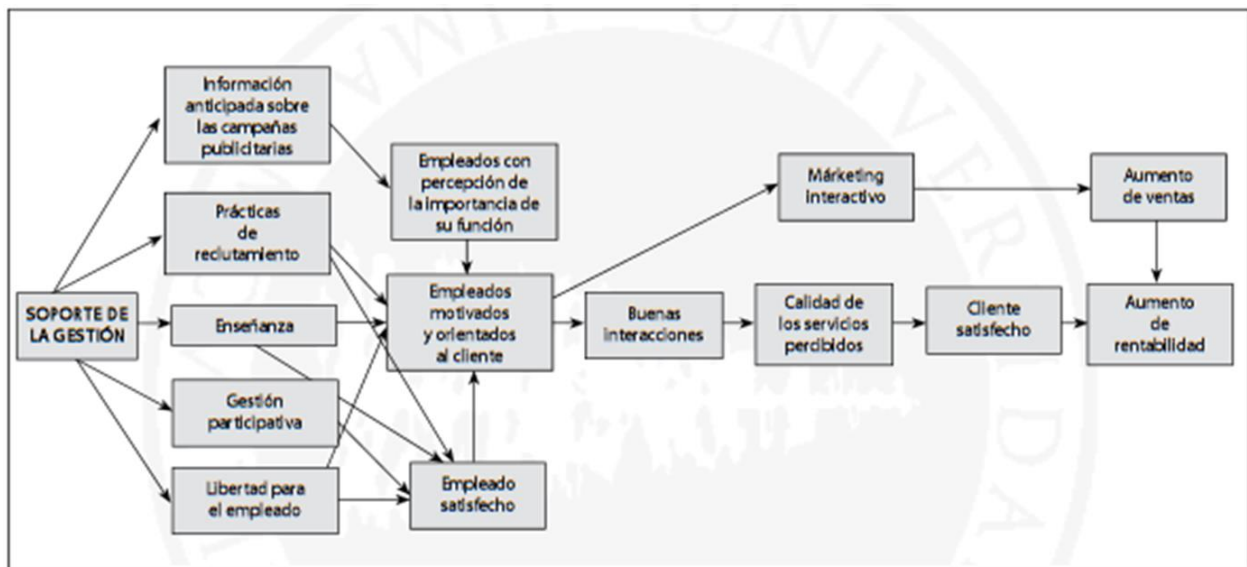 Información
anticipada sobre
las campañas
publicitarias
Empleados con
percepción de
la importancia de
su función
Márketing
interactivo
Aumento
de ventas
Prácticas
de
reclutamiento
SOPORTE DE
LA GESTIÓN
Enseñanza
Empleados
motivados
y orientados
al cliente
Buenas
interacciones
Calidad de
los servicios
percibidos
Cliente
satisfecho
Aumento
de
rentabilidad
Gestión
participativa
Libertad para
el empleado
Empleado
satisfecho